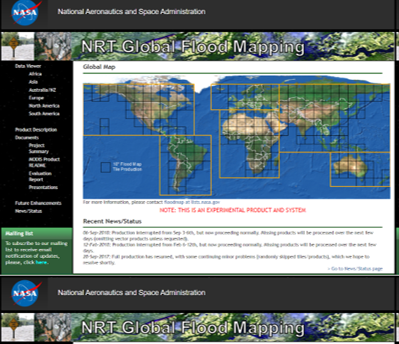 NASA
National Aeronautics and Space Administration
NRT Global Flood Mapping
Data Viewer
Africa
Asia
Australia/NZ
Europe
North America
South America
Product Description
Documents
Project
Summary
MODIS Product
README
Evaluation
Report
Presentations
Future Enhancements
News/Status
Mailing list
To subscribe to our mailing
list to receive email
notification of updates,
please, click here.
Global Map
10° Flood Map
Tile Production
For more information, please contact floodmap at lists.nasa.gov
NOTE: THIS IS AN EXPERIMENTAL PRODUCT AND SYSTEM
Recent News/Status
06-Sep-2018: Production interrupted from Sep 3-6th, but now proceeding normally. Missing products will be processed over the next few
days (omitting vector products unless requested).
12-Feb-2018: Production interrupted from Feb 6-12th, but now proceeding normally. Missing products will be processed over the next few
days.
20-Sep-2017: Full production has resumed, with some continuing minor problems (randomly skipped tiles/products), which we hope to
resolve shortly.
Go to News/Status page
NASA
National Aeronautics and Space Administration
NRT Global Flood Mapping